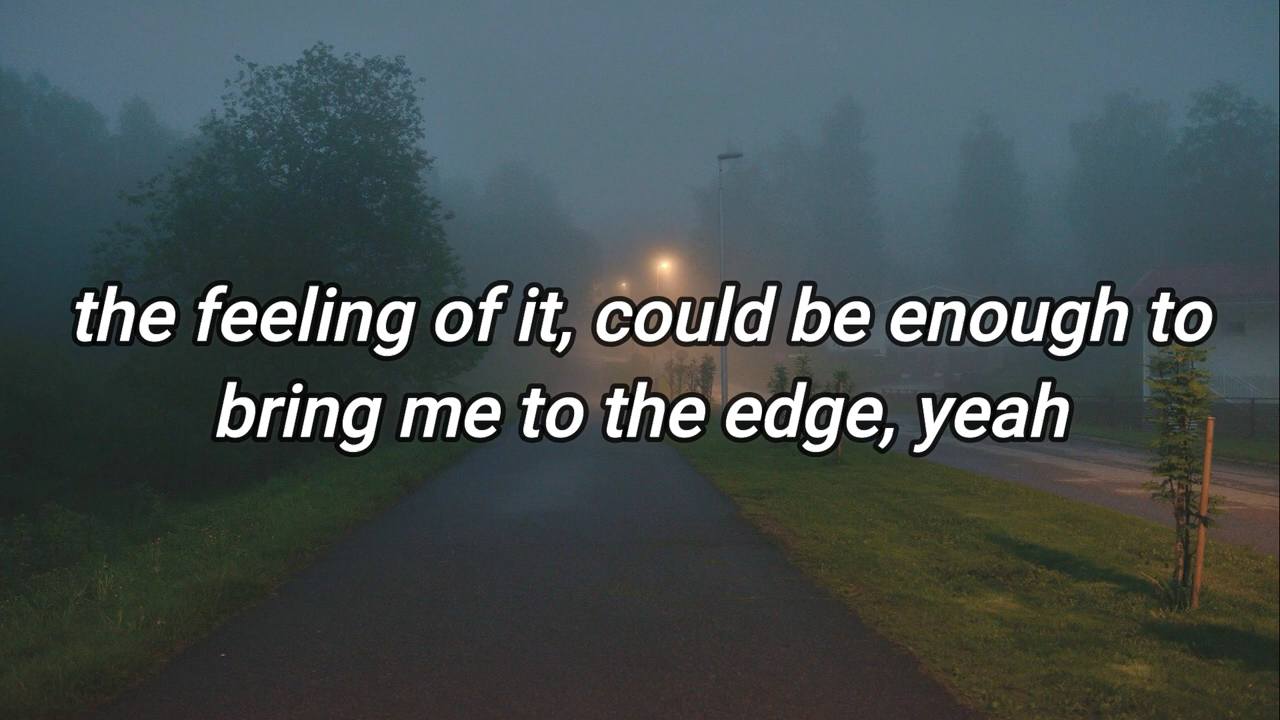 the feeling of it, could be enough to
bring me to the edge, yeah